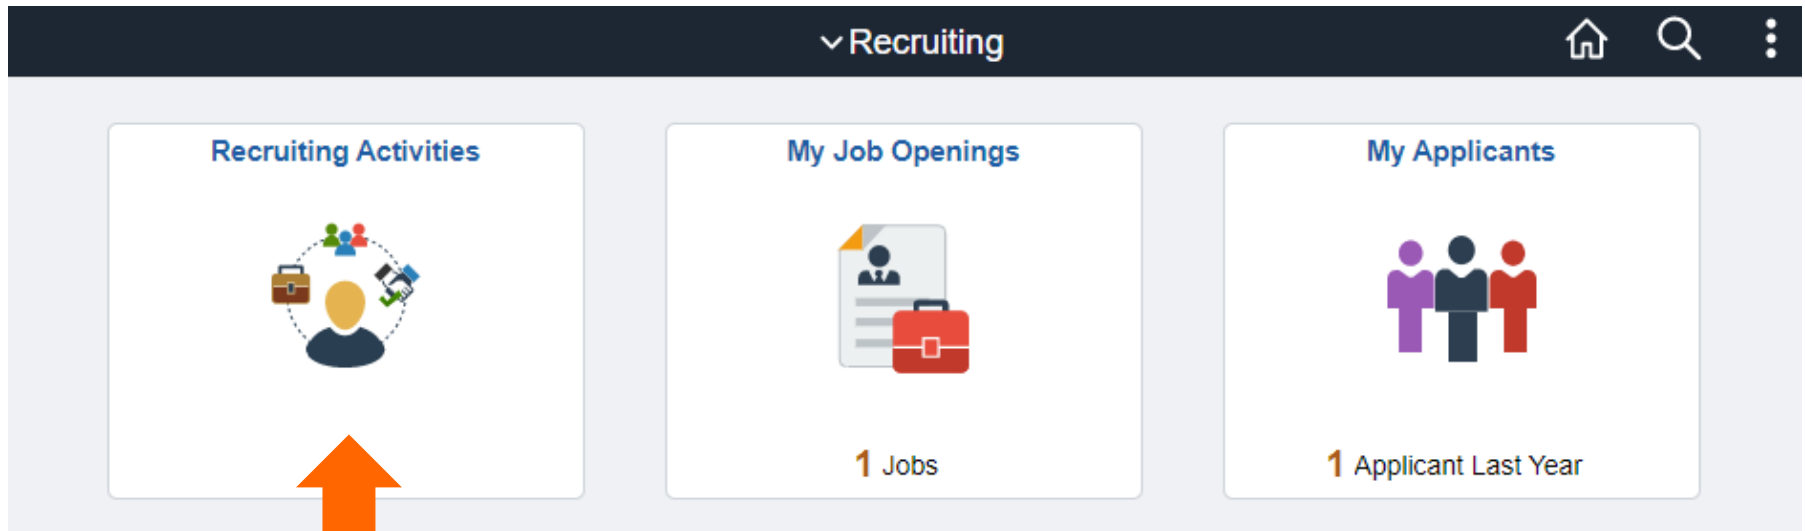 Recruiting
Recruiting Activities
My Job Openings
My Applicants
1 Jobs
1 Applicant Last Year